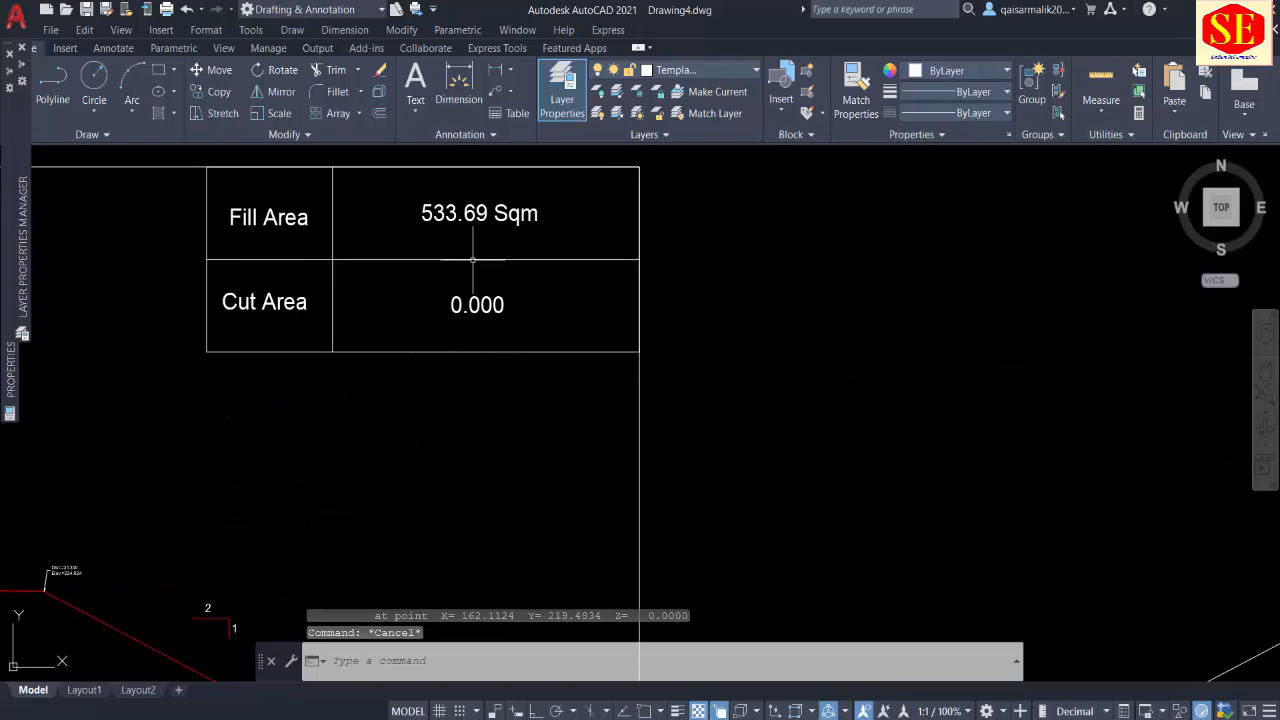 Drafting & Annotation
Autodesk AutoCAD 2021 Drawing4.dwg
Type a keyword or phrase
qaisarmalik20...
SE
File Edit View Insert Format Tools Draw Dimension Modify Parametric Window Help Express
Insert Annotate Parametric View Manage Output Add-ins Collaborate Express Tools Featured Apps
Polyline
Circle
Arc
Move
Rotate
Trim
Copy
Mirror
Fillet
Stretch
Scale
Array
Text
Dimension
Table
Layer
Properties
Templa...
Make Current
Match Layer
Insert
Match
Properties
ByLayer
ByLayer
ByLayer
Group
Measure
Paste
Base
Draw
Modify
Annotation
Layers
Block
Properties
Groups
Utilities
Clipboard
View
LAYER PROPERTIES MANAGER
PROPERTIES
N
W TOP E
S
WCS
Fill Area 533.69 Sqm
Cut Area 0.000
2
1
Y
X
at point X= 162.1124 Y= 219.4834 Z= 0.0000
Command: *Cancel*
Type a command
Model Layout1 Layout2 +
MODEL
1:1 / 100%
Decimal